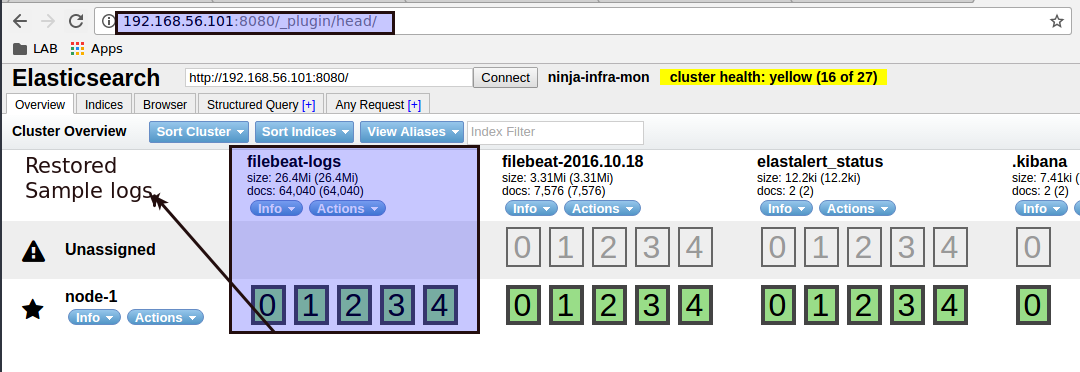 192.168.56.101:8080/_plugin/head/
LAB Apps
Elasticsearch http://192.168.56.101:8080/ Connect ninja-infra-mon cluster health: yellow (16 of 27)
Overview Indices Browser Structured Query [+] Any Request [+]
Cluster Overview Sort Cluster Sort Indices View Aliases Index Filter
Restored
Sample logs
filebeat-logs
size: 26.4Mi (26.4Mi)
docs: 64,040 (64,040)
Info Actions
filebeat-2016.10.18
size: 3.31Mi (3.31Mi)
docs: 7,576 (7,576)
Info Actions
elastalert_status
size: 12.2ki (12.2ki)
docs: 2 (2)
Info Actions
.kibana
size: 7.41ki (
docs: 2 (2)
Info
Unassigned 0 1 2 3 4 0 1 2 3 4 0
node-1 0 1 2 3 4 0 1 2 3 4 0 1 2 3 4 0
Info Actions